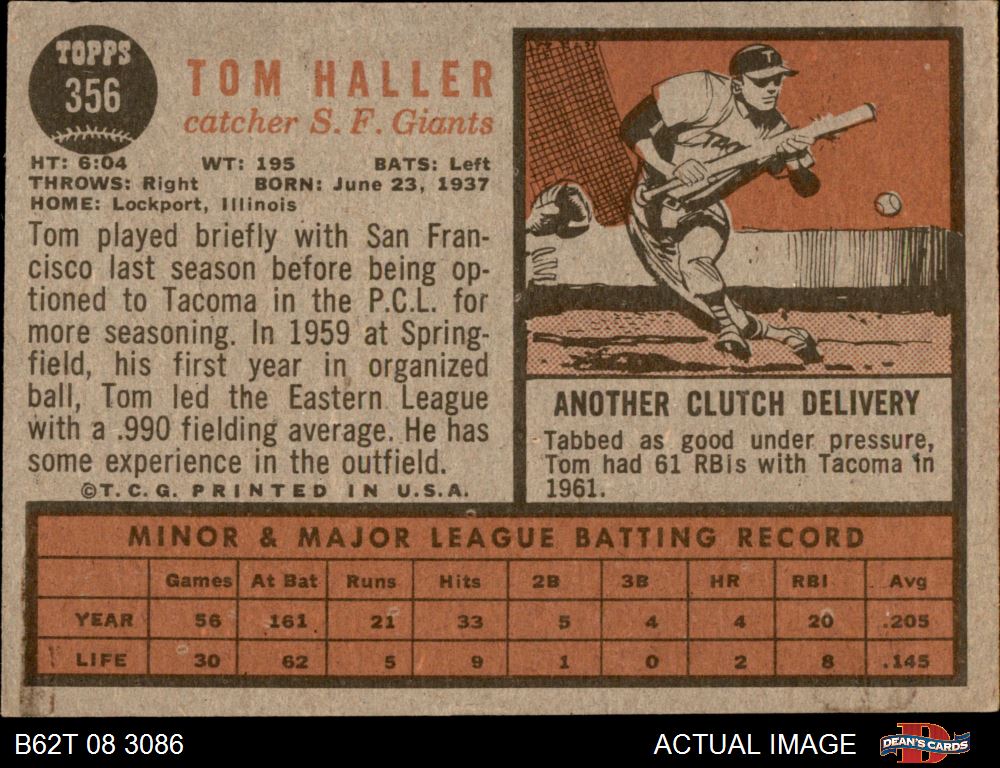 TOPPS
356
TOM HALLER
catcher S. F. Giants
HT: 6:04 WT: 195 BATS: Left
THROWS: Right BORN: June 23, 1937
HOME: Lockport, Illinois
Tom played briefly with San Fran-
cisco last season before being op-
tioned to Tacoma in the P.C.L. for
more seasoning. In 1959 at Spring-
field, his first year in organized
ball, Tom led the Eastern League
with a .990 fielding average. He has
some experience in the outfield.
©T.C.G. PRINTED IN U.S.A.
T
ANOTHER CLUTCH DELIVERY
Tabbed as good under pressure,
Tom had 61 RBIs with Tacoma in
1961.
MINOR & MAJOR LEAGUE BATTING RECORD
Games At Bat Runs Hits 2B 3B HR RBI Avg
YEAR 56 161 21 33 5 4 4 20 .205
LIFE 30 62 5 9 1 0 2 8 .145
B62T 08 3086
ACTUAL IMAGE
DEAN'S CARDS